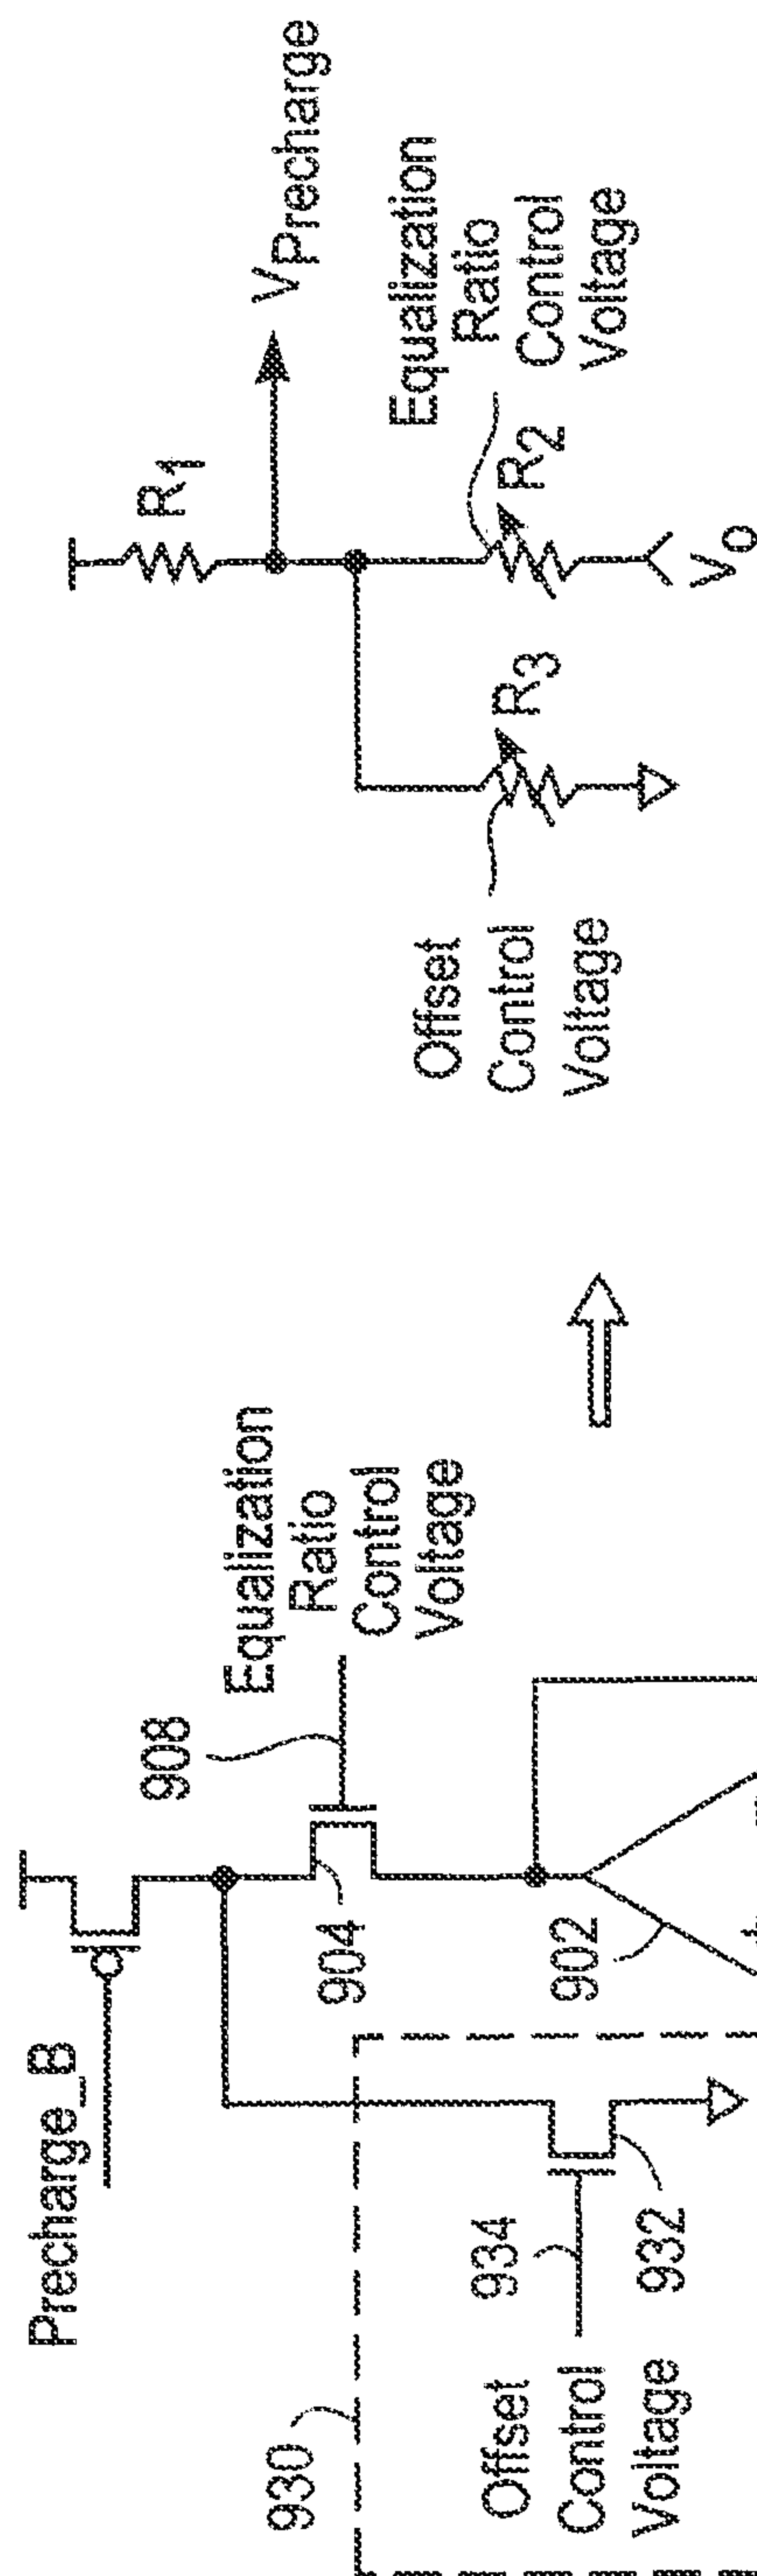 Precharge_B
930
Offset
Control
Voltage
934
932
904
902
908
Equalization
Ratio
Control
Voltage
Offset
Control
Voltage
R3
R1
VPrecharge
Equalization
Ratio
Control
Voltage
R2
VO